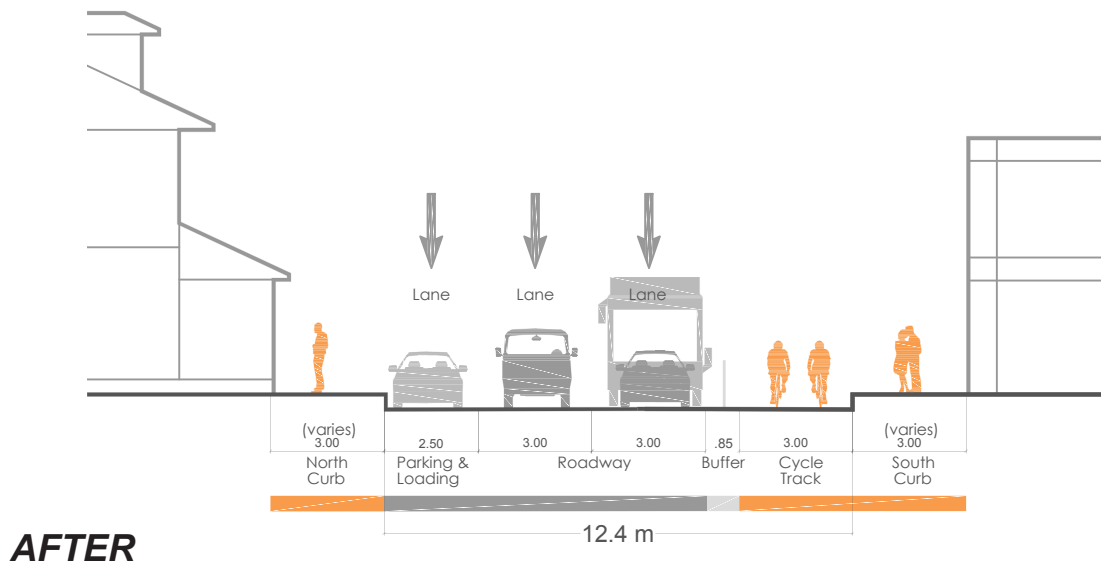 Lane Lane Lane
(varies) (varies)
3.00 2.50 3.00 3.00 .85 3.00 3.00
North Parking & Roadway Buffer Cycle South
Curb Loading Track Curb
12.4 m
AFTER